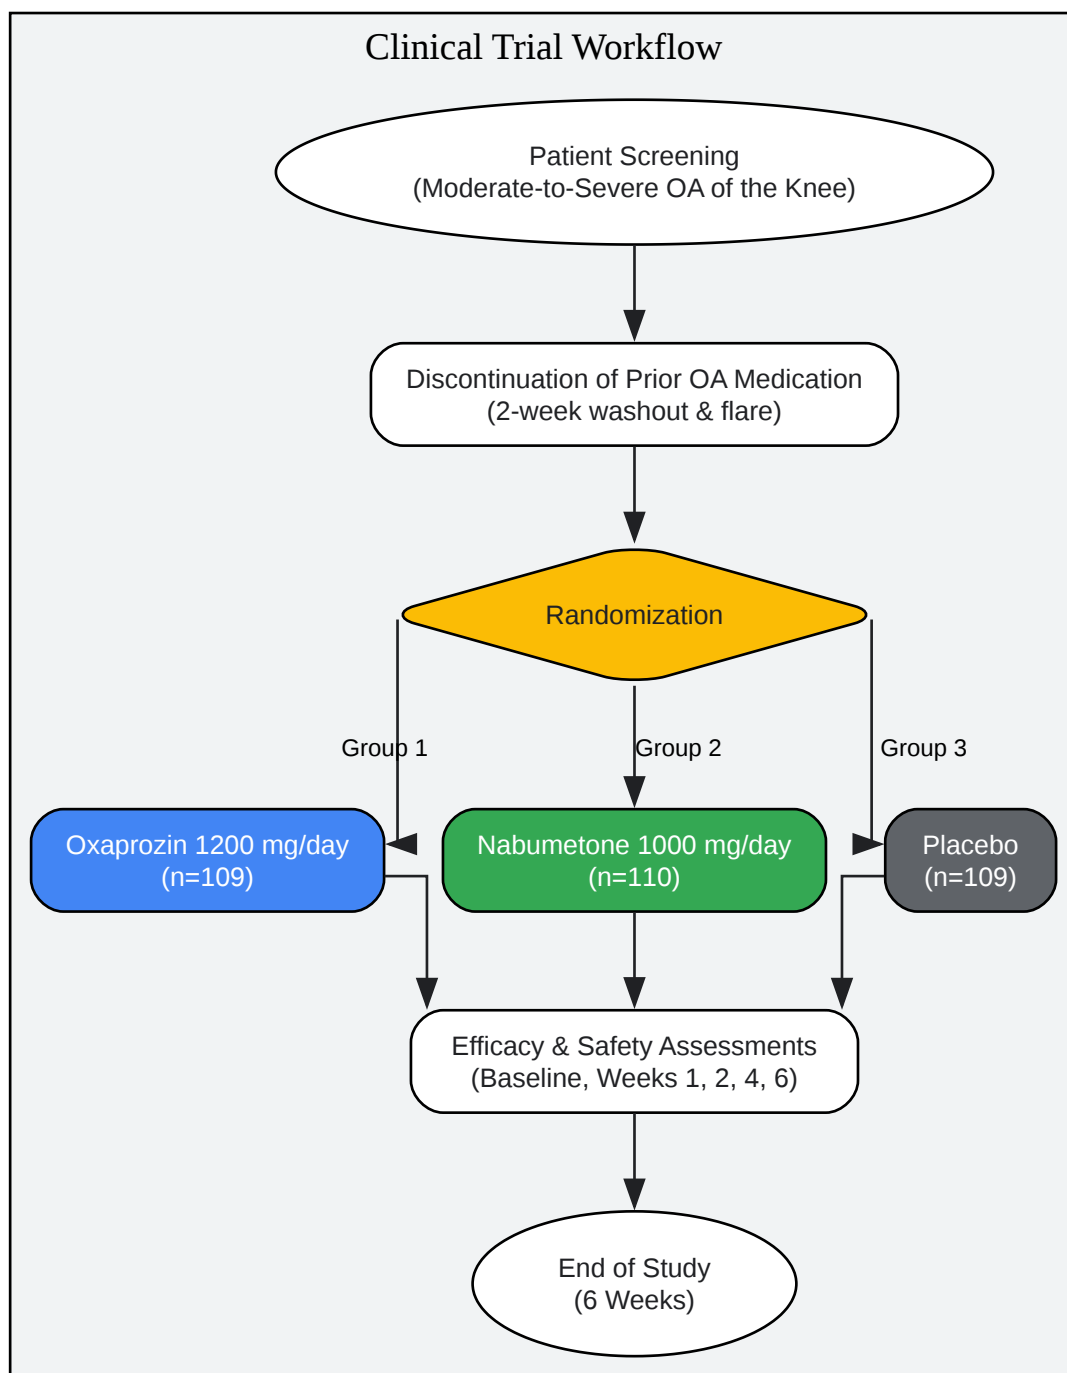 Clinical Trial Workflow
Patient Screening
(Moderate-to-Severe OA of the Knee)
Discontinuation of Prior OA Medication
(2-week washout & flare)
Randomization
Group 1
Group 2
Group 3
Oxaprozin 1200 mg/day
(n=109)
Nabumetone 1000 mg/day
(n=110)
Placebo
(n=109)
Efficacy & Safety Assessments
(Baseline, Weeks 1, 2, 4, 6)
End of Study
(6 Weeks)